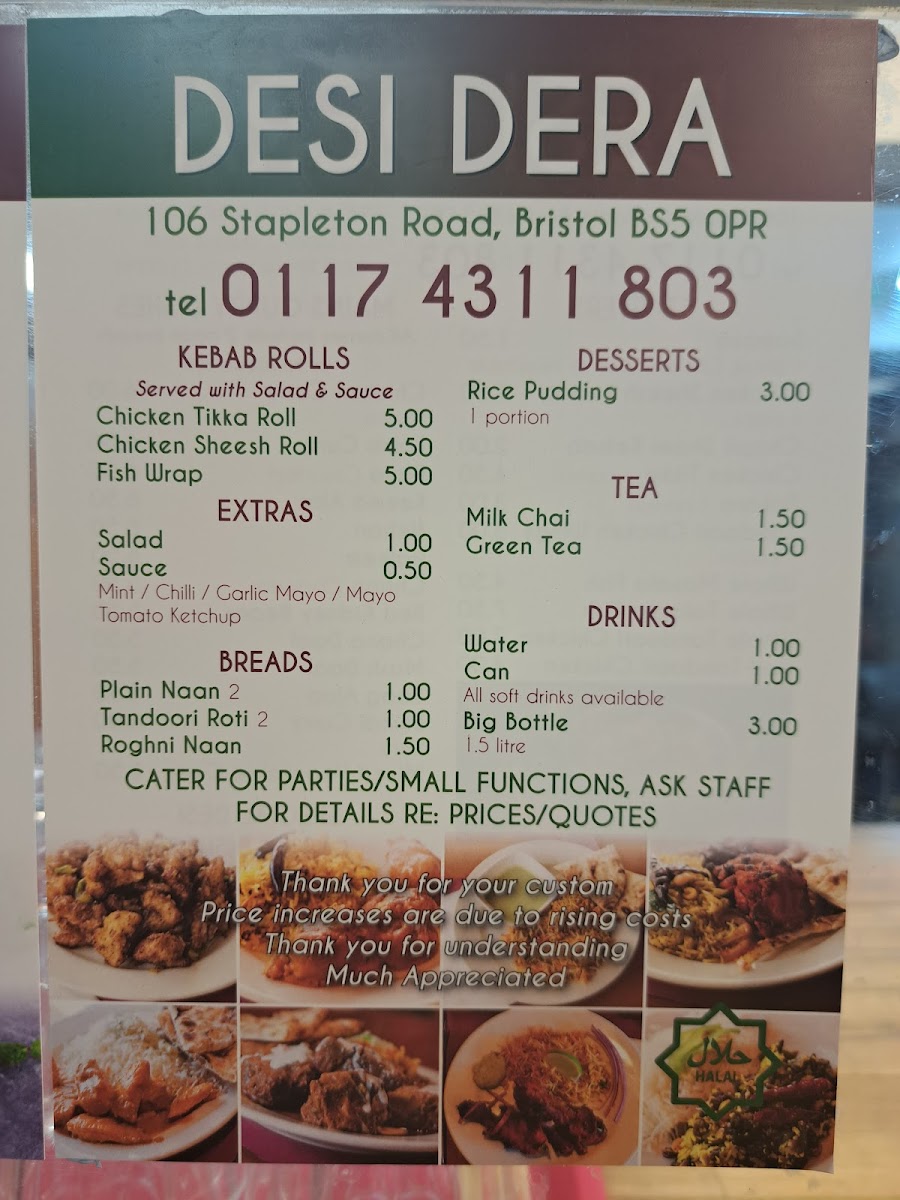 DESI DERA
106 Stapleton Road, Bristol BS5 0PR
tel 0117 4311 803
KEBAB ROLLS
Served with Salad & Sauce
Chicken Tikka Roll 5.00
Chicken Sheesh Roll 4.50
Fish Wrap 5.00
EXTRAS
Salad 1.00
Sauce 0.50
Mint / Chilli / Garlic Mayo / Mayo
Tomato Ketchup
BREADS
Plain Naan 2 1.00
Tandoori Roti 2 1.00
Roghni Naan 1.50
DESSERTS
Rice Pudding 3.00
1 portion
TEA
Milk Chai 1.50
Green Tea 1.50
DRINKS
Water 1.00
Can 1.00
All soft drinks available
Big Bottle 3.00
1.5 litre
CATER FOR PARTIES/SMALL FUNCTIONS, ASK STAFF
FOR DETAILS RE: PRICES/QUOTES
Thank you for your custom
Price increases are due to rising costs
Thank you for understanding
Much Appreciated
حلال
HALAL